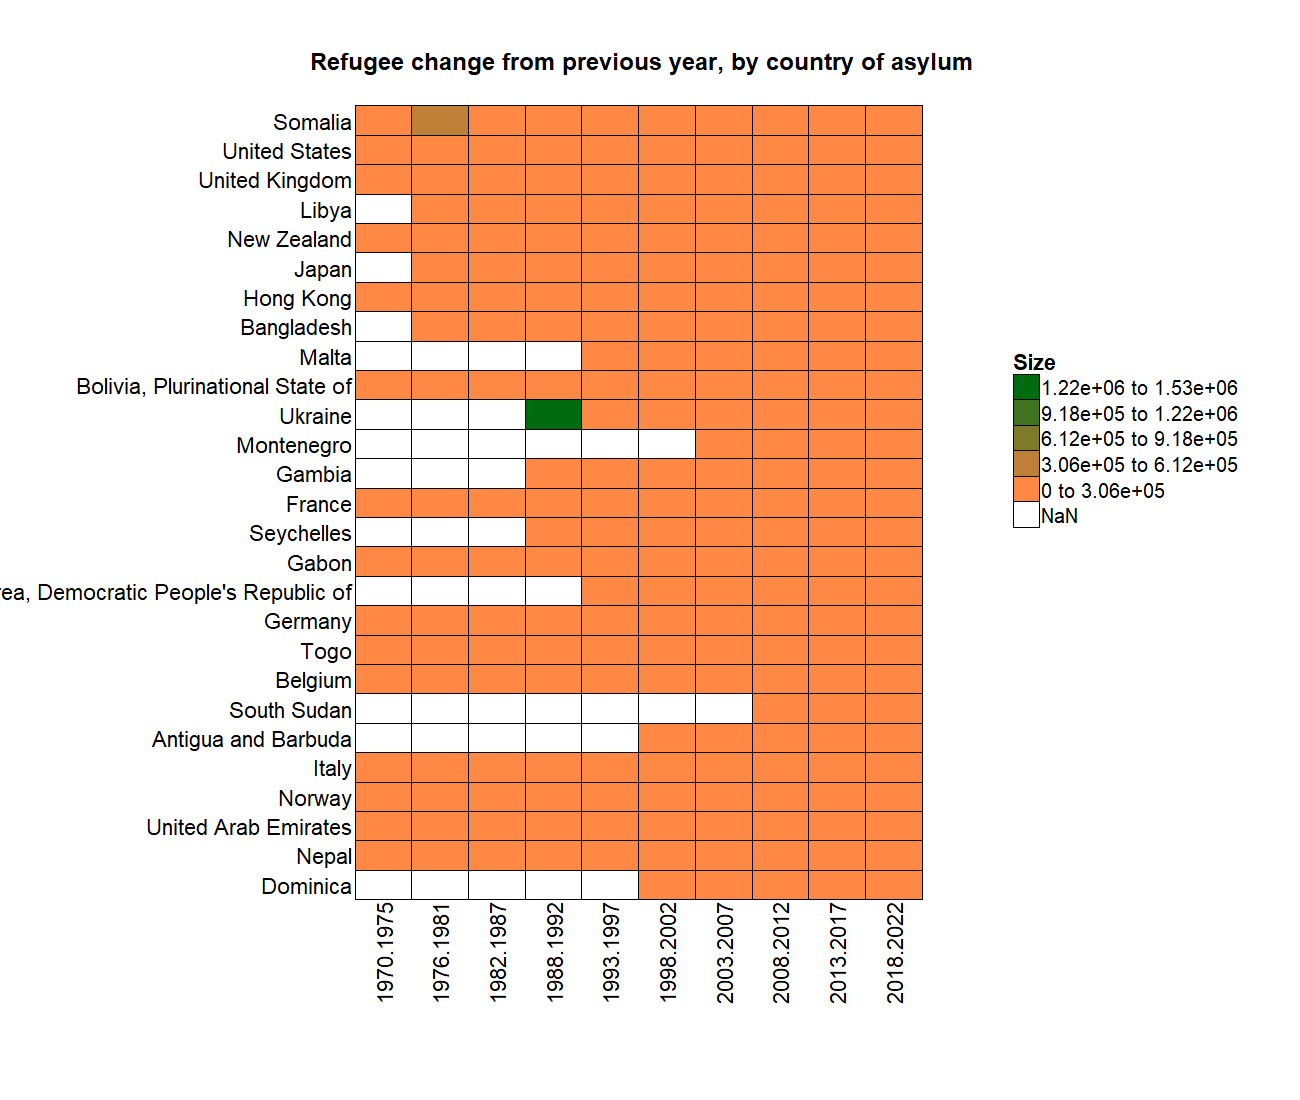 Refugee change from previous year, by country of asylum
Somalia
United States
United Kingdom
Libya
New Zealand
Japan
Hong Kong
Bangladesh
Malta
Bolivia, Plurinational State of
Ukraine
Montenegro
Gambia
France
Seychelles
Gabon
rea, Democratic People's Republic of
Germany
Togo
Belgium
South Sudan
Antigua and Barbuda
Italy
Norway
United Arab Emirates
Nepal
Dominica
1970.1975
1976.1981
1982.1987
1988.1992
1993.1997
1998.2002
2003.2007
2008.2012
2013.2017
2018.2022
Size
1.22e+06 to 1.53e+06
9.18e+05 to 1.22e+06
6.12e+05 to 9.18e+05
3.06e+05 to 6.12e+05
0 to 3.06e+05
NaN